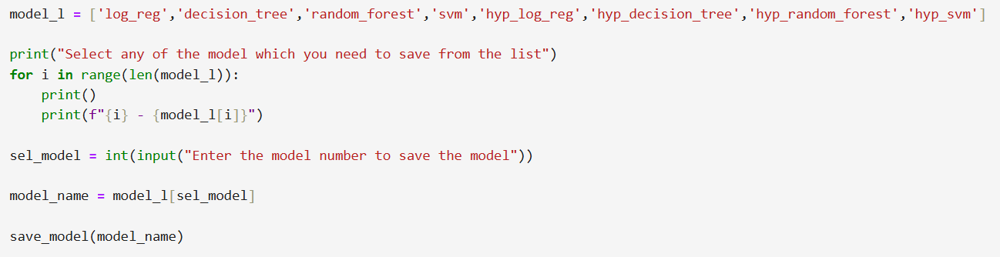 model_l = ['log_reg','decision_tree','random_forest','svm','hyp_log_reg','hyp_decision_tree','hyp_random_forest','hyp_svm']
print("Select any of the model which you need to save from the list")
for i in range(len(model_l)):
    print()
    print(f"{i} - {model_l[i]}")
sel_model = int(input("Enter the model number to save the model"))
model_name = model_l[sel_model]
save_model(model_name)